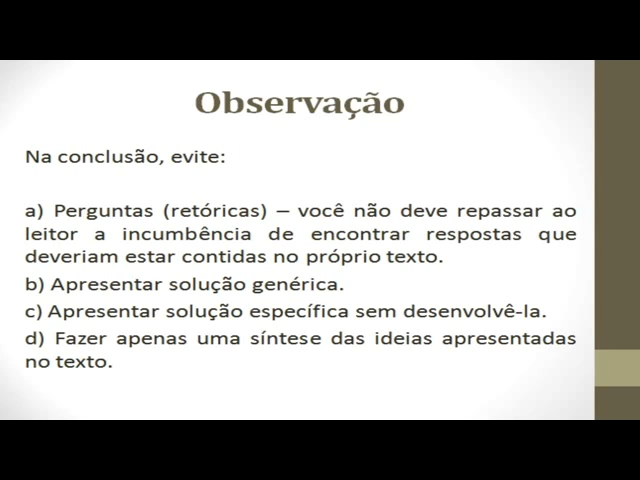 Observação
Na conclusão, evite:
a) Perguntas (retóricas) – você não deve repassar ao
leitor a incumbência de encontrar respostas que
deveriam estar contidas no próprio texto.
b) Apresentar solução genérica.
c) Apresentar solução específica sem desenvolvê-la.
d) Fazer apenas uma síntese das ideias apresentadas
no texto.